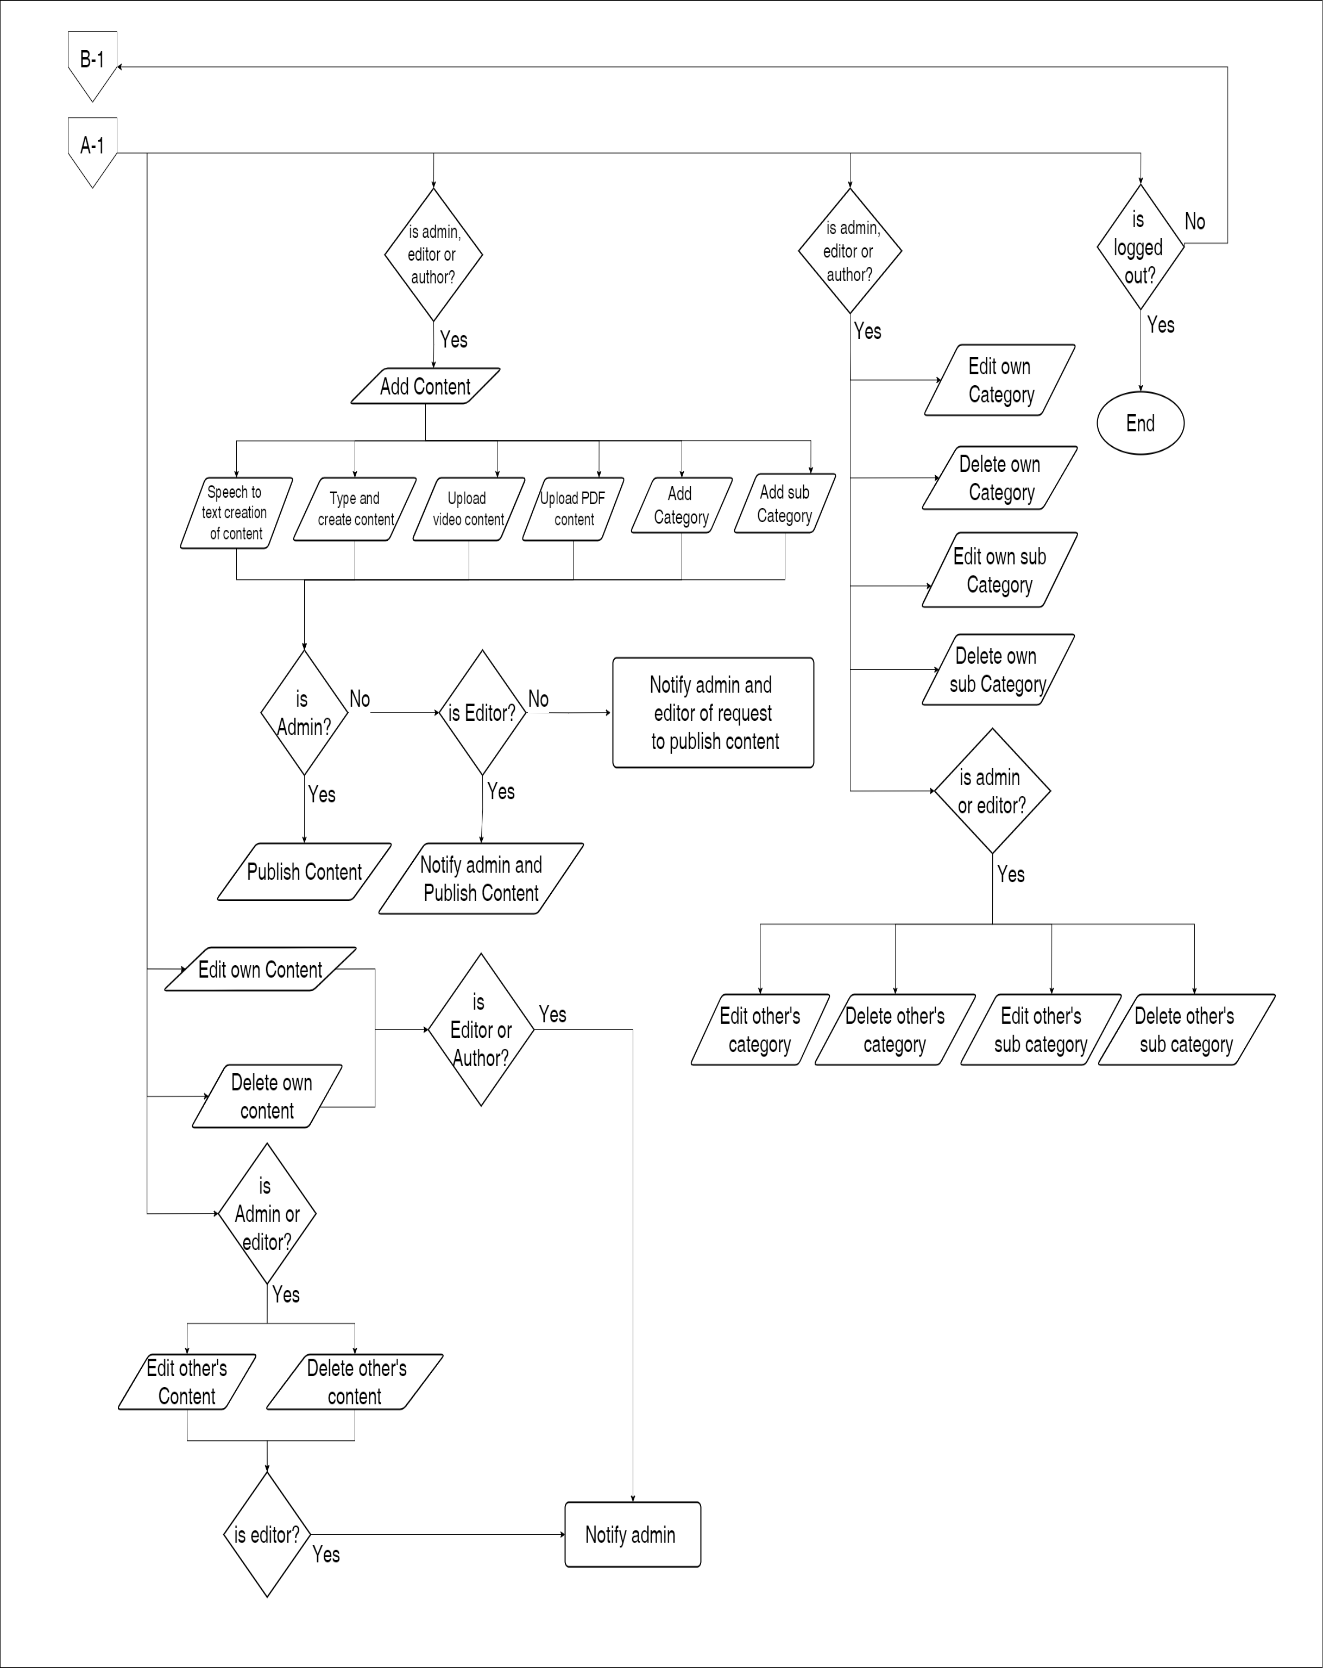 B-1
A-1
is admin,
editor or
author?
Yes
is admin,
editor or
author?
Yes
is
logged
out?
No
Yes
End
Add Content
Speech to
text creation
of content
Type and
create content
Upload
video content
Upload PDF
content
Add
Category
Add sub
Category
Edit own
Category
Delete own
Category
Edit own sub
Category
Delete own
sub Category
is
Admin?
No
Yes
is Editor?
No
Yes
Notify admin and
editor of request
to publish content
Publish Content
Notify admin and
Publish Content
is admin
or editor?
Yes
Edit other's
category
Delete other's
category
Edit other's
sub category
Delete other's
sub category
Edit own Content
Delete own
content
is
Editor or
Author?
Yes
is
Admin or
editor?
Yes
Edit other's
Content
Delete other's
content
is editor?
Yes
Notify admin